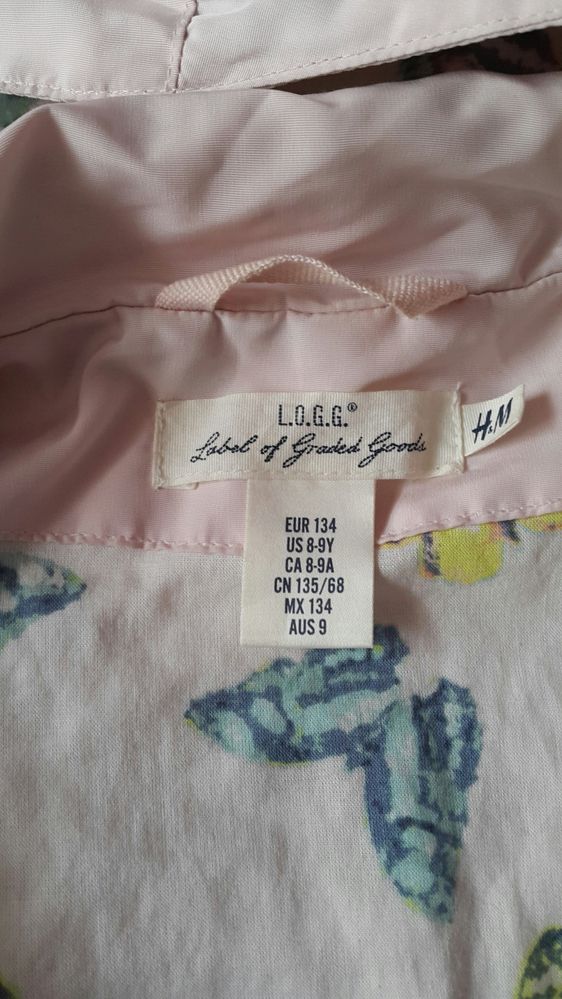 L.O.G.G.®
Label of Graded Goods
H&M
EUR 134
US 8-9Y
CA 8-9A
CN 135/68
MX 134
AUS 9